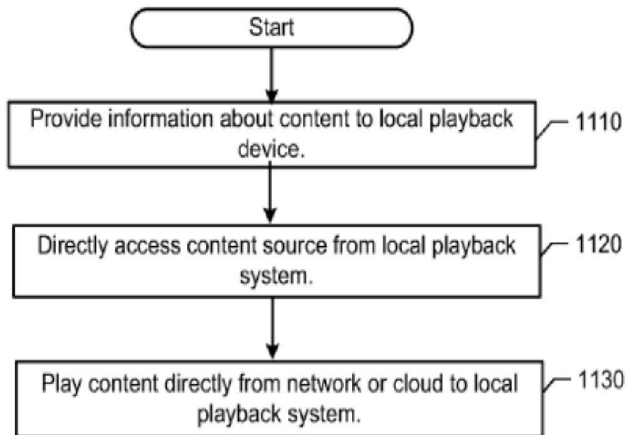 Start
Provide information about content to local playback
device.
1110
Directly access content source from local playback
system.
1120
Play content directly from network or cloud to local
playback system.
1130